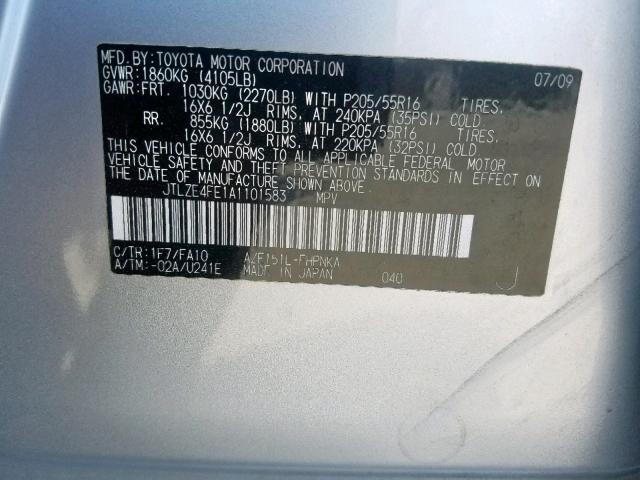 MFD.BY:TOYOTA MOTOR CORPORATION 07/09
GVWR:1860KG (4105LB)
GAWR:FRT. 1030KG (2270LB) WITH P205/55R16 TIRES,
16X6 1/2J RIMS, AT 240KPA (35PSI) COLD
RR. 855KG (1880LB) WITH P205/55R16 TIRES,
16X6 1/2J RIMS, AT 220KPA (32PSI) COLD
THIS VEHICLE CONFORMS TO ALL APPLICABLE FEDERAL MOTOR
VEHICLE SAFETY AND THEFT PREVENTION STANDARDS IN EFFECT ON
THE DATE OF MANUFACTURE SHOWN ABOVE.
JTLZE4FE1A1101583 MPV
C/TR:1F7/FA10 AZE151L-FHPNKA
A/TM:-02A/U241E MADE IN JAPAN 040 J